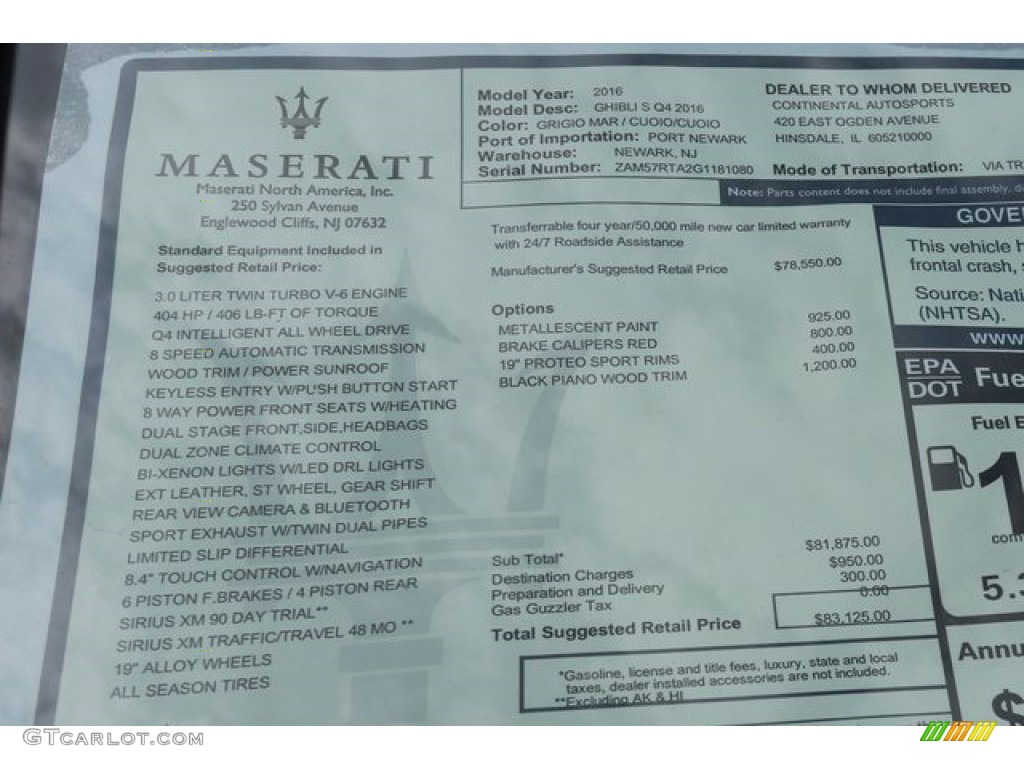 MASERATI
Maserati North America, Inc.
250 Sylvan Avenue
Englewood Cliffs, NJ 07632
Standard Equipment Included in
Suggested Retail Price:
3.0 LITER TWIN TURBO V-6 ENGINE
404 HP / 406 LB-FT OF TORQUE
Q4 INTELLIGENT ALL WHEEL DRIVE
8 SPEED AUTOMATIC TRANSMISSION
WOOD TRIM / POWER SUNROOF
KEYLESS ENTRY W/PUSH BUTTON START
8 WAY POWER FRONT SEATS W/HEATING
DUAL STAGE FRONT,SIDE,HEADBAGS
DUAL ZONE CLIMATE CONTROL
BI-XENON LIGHTS W/LED DRL LIGHTS
EXT LEATHER, ST WHEEL, GEAR SHIFT
REAR VIEW CAMERA & BLUETOOTH
SPORT EXHAUST W/TWIN DUAL PIPES
LIMITED SLIP DIFFERENTIAL
8.4" TOUCH CONTROL W/NAVIGATION
6 PISTON F.BRAKES / 4 PISTON REAR
SIRIUS XM 90 DAY TRIAL**
SIRIUS XM TRAFFIC/TRAVEL 48 MO **
19" ALLOY WHEELS
ALL SEASON TIRES
Model Year: 2016
Model Desc: GHIBLI S Q4 2016
Color: GRIGIO MAR / CUOIO/CUOIO
Port of Importation: PORT NEWARK
Warehouse: NEWARK, NJ
Serial Number: ZAM57RTA2G1181080
DEALER TO WHOM DELIVERED
CONTINENTAL AUTOSPORTS
420 EAST OGDEN AVENUE
HINSDALE, IL 605210000
Mode of Transportation: VIA TR
Note: Parts content does not include final assembly, di
Transferrable four year/50,000 mile new car limited warranty
with 24/7 Roadside Assistance
Manufacturer's Suggested Retail Price $78,550.00
Options
METALLESCENT PAINT 925.00
BRAKE CALIPERS RED 800.00
19" PROTEO SPORT RIMS 400.00
BLACK PIANO WOOD TRIM 1,200.00
Sub Total* $81,875.00
Destination Charges $950.00
Preparation and Delivery 300.00
Gas Guzzler Tax 0.00
Total Suggested Retail Price $83,125.00
*Gasoline, license and title fees, luxury, state and local
taxes, dealer installed accessories are not included.
**Excluding AK & HI
GOVE
This vehicle h
frontal crash,
Source: Nati
(NHTSA).
www
EPA
DOT
Fue
Fuel E
1
com
5.3
Annu
$
GTCARLOT.COM